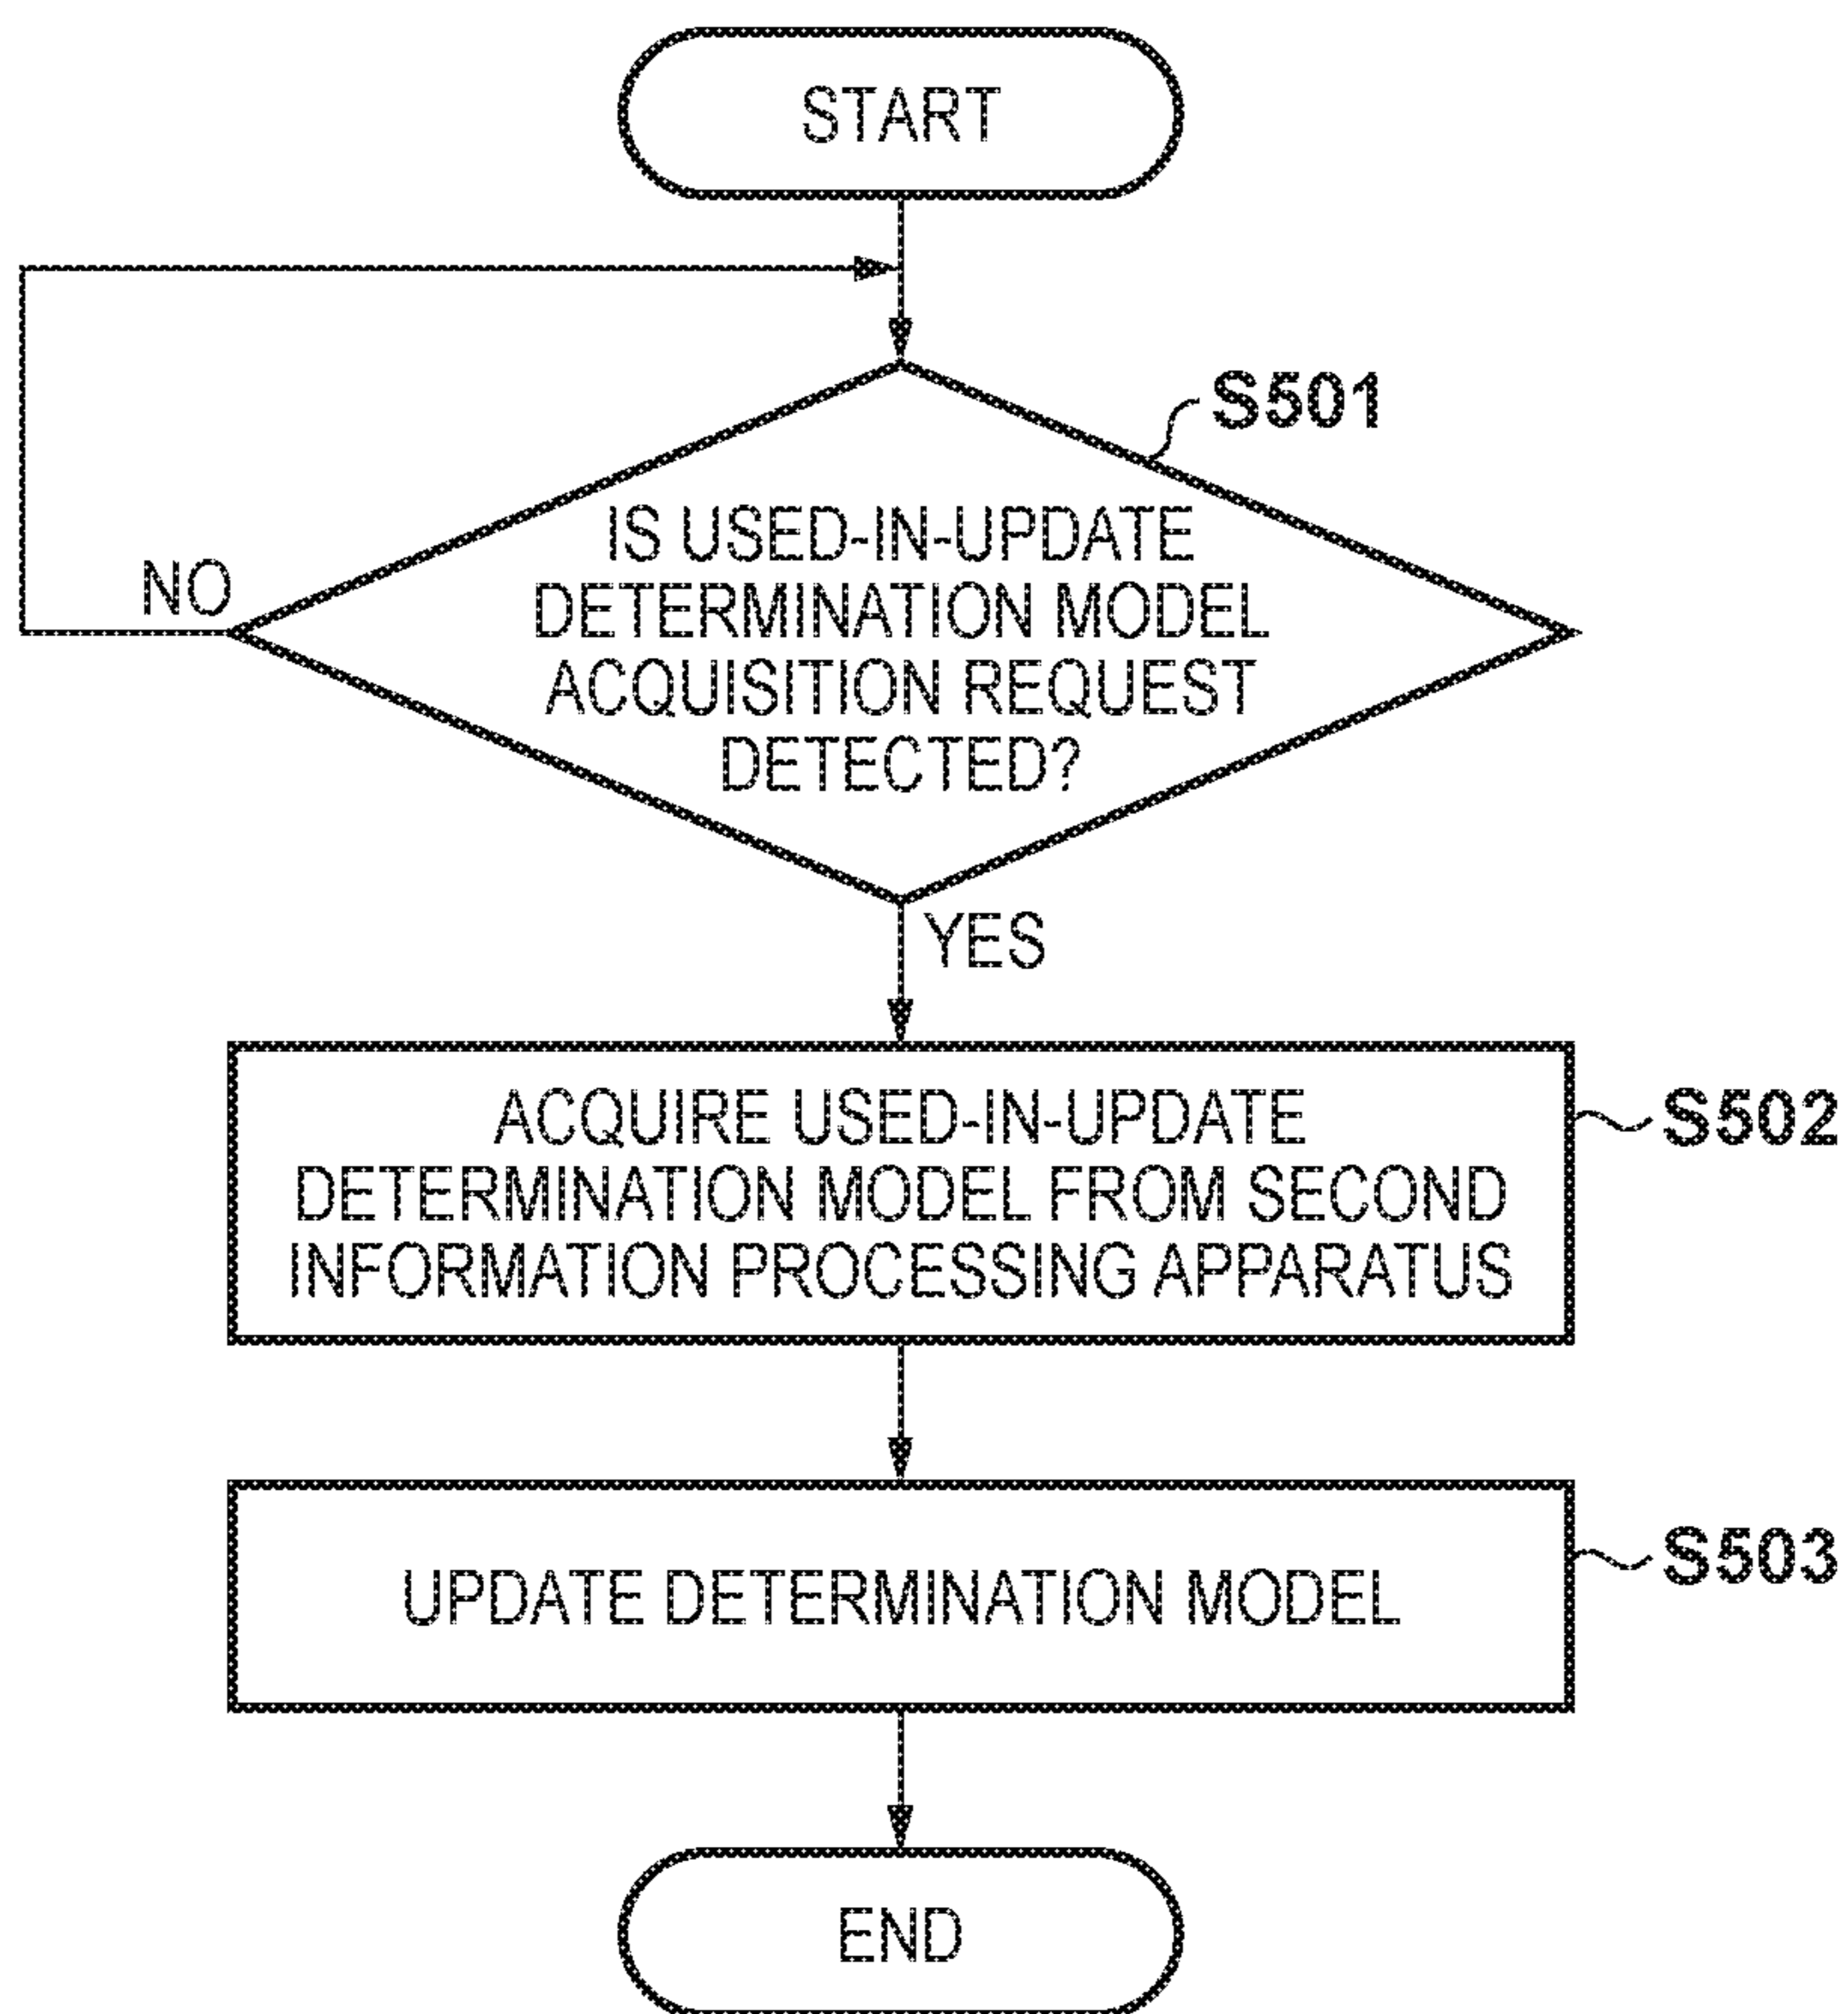 START
S501
IS USED-IN-UPDATE
DETERMINATION MODEL
ACQUISITION REQUEST
DETECTED?
NO
YES
ACQUIRE USED-IN-UPDATE
DETERMINATION MODEL FROM SECOND
INFORMATION PROCESSING APPARATUS
S502
UPDATE DETERMINATION MODEL
S503
END